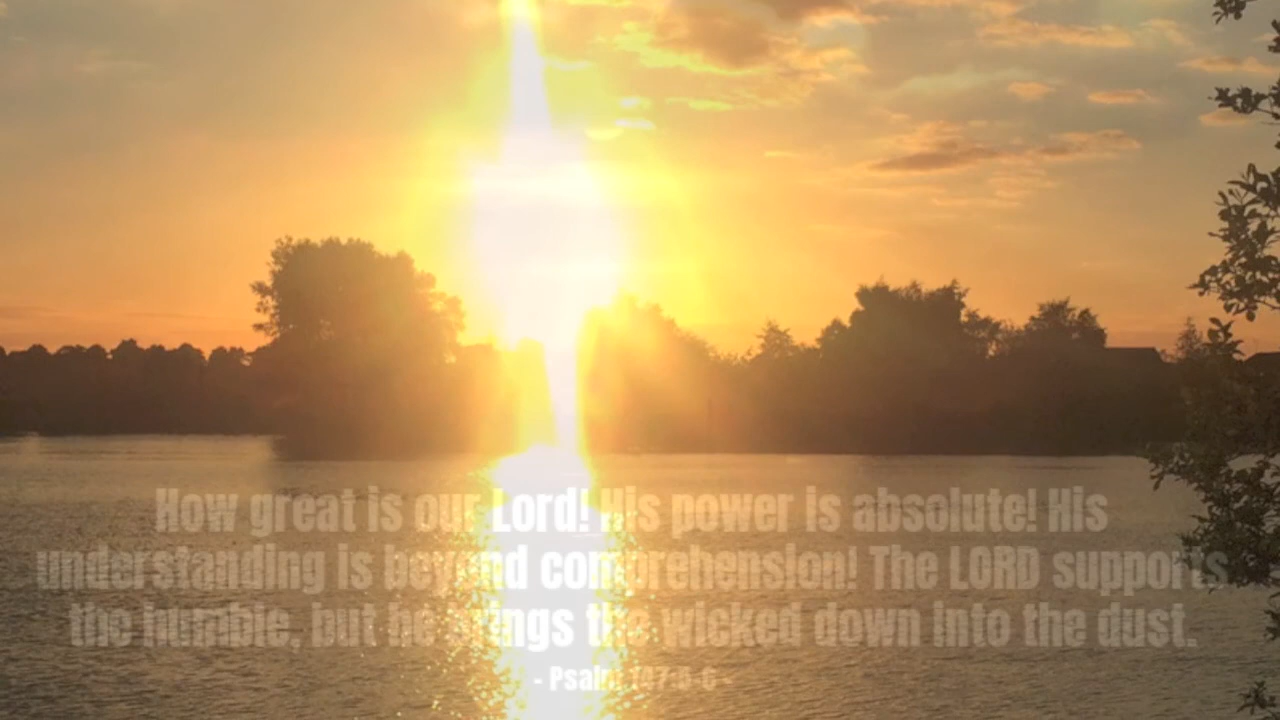 How great is our Lord! His power is absolute! His
understanding is beyond comprehension! The LORD supports
the humble, but he brings the wicked down into the dust.
- Psalm 147:5-6 -